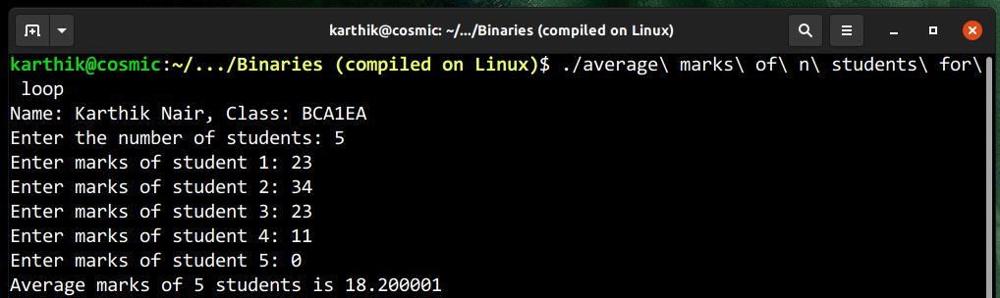 karthik@cosmic: ~/.../Binaries (compiled on Linux)
karthik@cosmic:~/.../Binaries (compiled on Linux)$ ./average\ marks\ of\ n\ students\ for\
 loop
Name: Karthik Nair, Class: BCA1EA
Enter the number of students: 5
Enter marks of student 1: 23
Enter marks of student 2: 34
Enter marks of student 3: 23
Enter marks of student 4: 11
Enter marks of student 5: 0
Average marks of 5 students is 18.200001